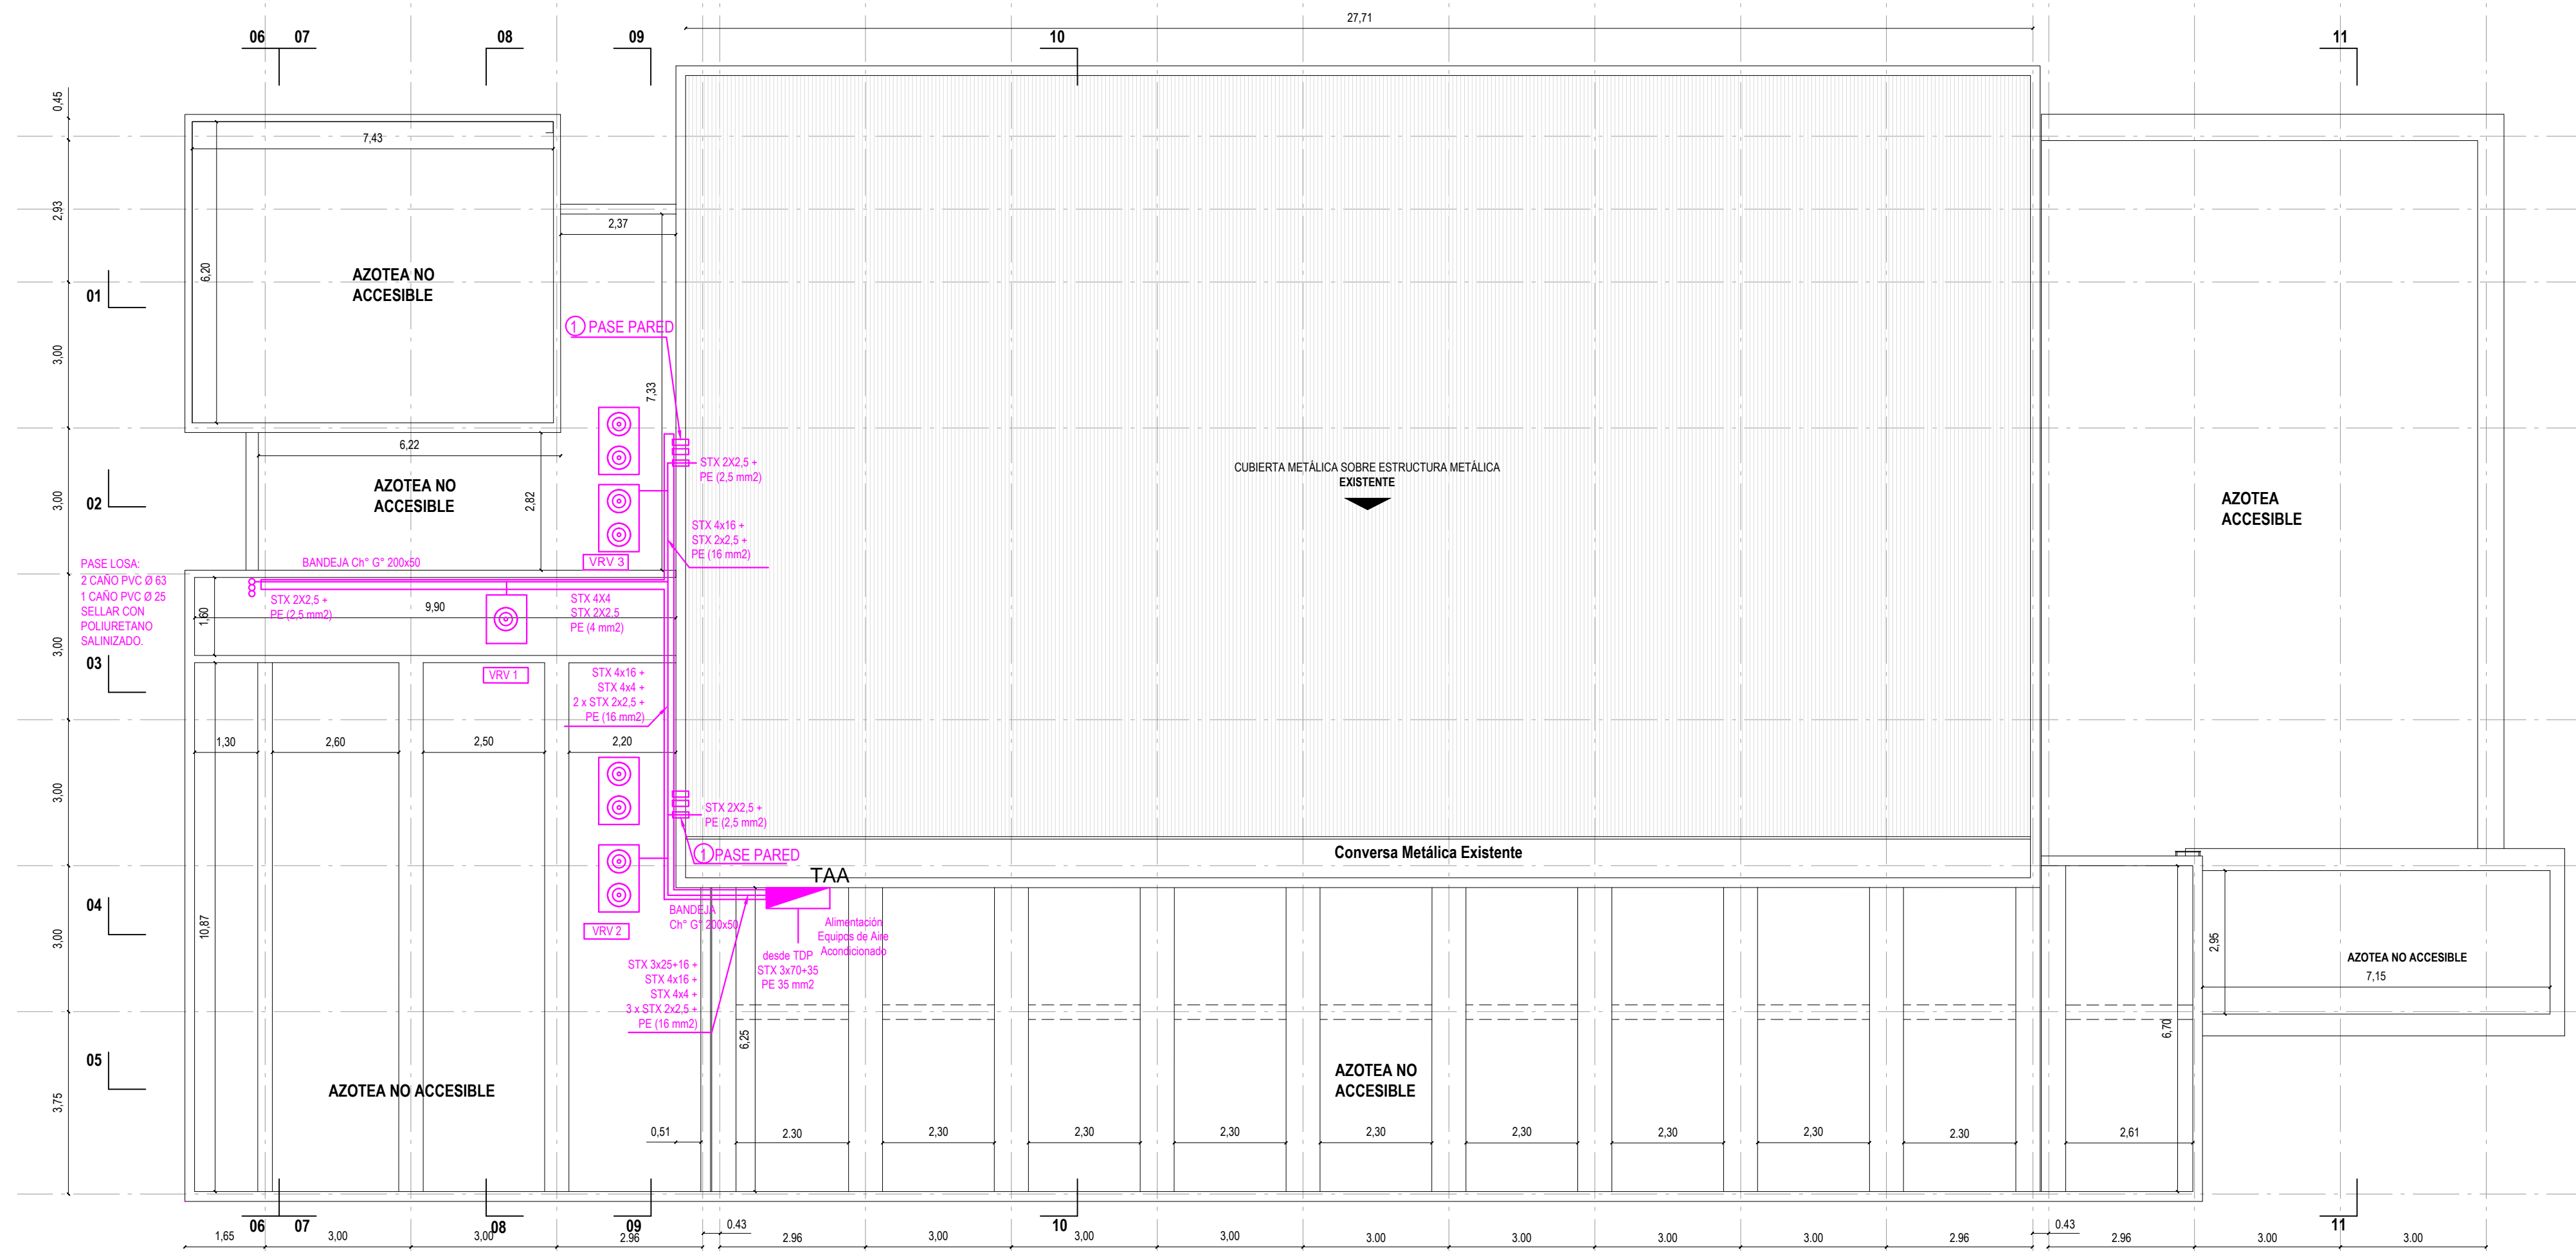 27,71
06
07
08
09
10
11
0,45
7,43
2,93
2,37
6,20
AZOTEA NO
ACCESIBLE
01
1 PASE PARED
3,00
7,33
6,22
STX 2X2,5 +
PE (2,5 mm2)
CUBIERTA METÁLICA SOBRE ESTRUCTURA METÁLICA
EXISTENTE
AZOTEA NO
ACCESIBLE
2,82
3,00
02
AZOTEA
ACCESIBLE
STX 4x16 +
STX 2x2,5 +
PE (16 mm2)
PASE LOSA:
2 CAÑO PVC Ø 63
1 CAÑO PVC Ø 25
SELLAR CON
POLIURETANO
SALINIZADO.
BANDEJA Ch° G° 200x50
VRV 3
STX 2X2,5 +
PE (2,5 mm2)
9,90
1,60
STX 4X4
STX 2X2,5
PE (4 mm2)
3,00
03
VRV 1
STX 4x16 +
STX 4x4 +
2 x STX 2x2,5 +
PE (16 mm2)
1,30
2,60
2,50
2,20
3,00
STX 2X2,5 +
PE (2,5 mm2)
1 PASE PARED
Conversa Metálica Existente
TAA
04
3,00
10,87
VRV 2
BANDEJA
Ch° G° 200x50
Alimentación
Equipos de Aire
Acondicionado
desde TDP
STX 3x70+35
PE 35 mm2
STX 3x25+16 +
STX 4x16 +
STX 4x4 +
3 x STX 2x2,5 +
PE (16 mm2)
2,95
AZOTEA NO ACCESIBLE
7,15
6,25
6,70
05
3,75
AZOTEA NO ACCESIBLE
AZOTEA NO
ACCESIBLE
0,51
2.30
2,30
2,30
2,30
2,30
2,30
2,30
2,30
2.30
2,61
06
07
08
09
10
11
1,65
3,00
3,00
2.96
0.43
2.96
3,00
3,00
3,00
3.00
3.00
3.00
3.00
2.96
0.43
2.96
3.00
3.00